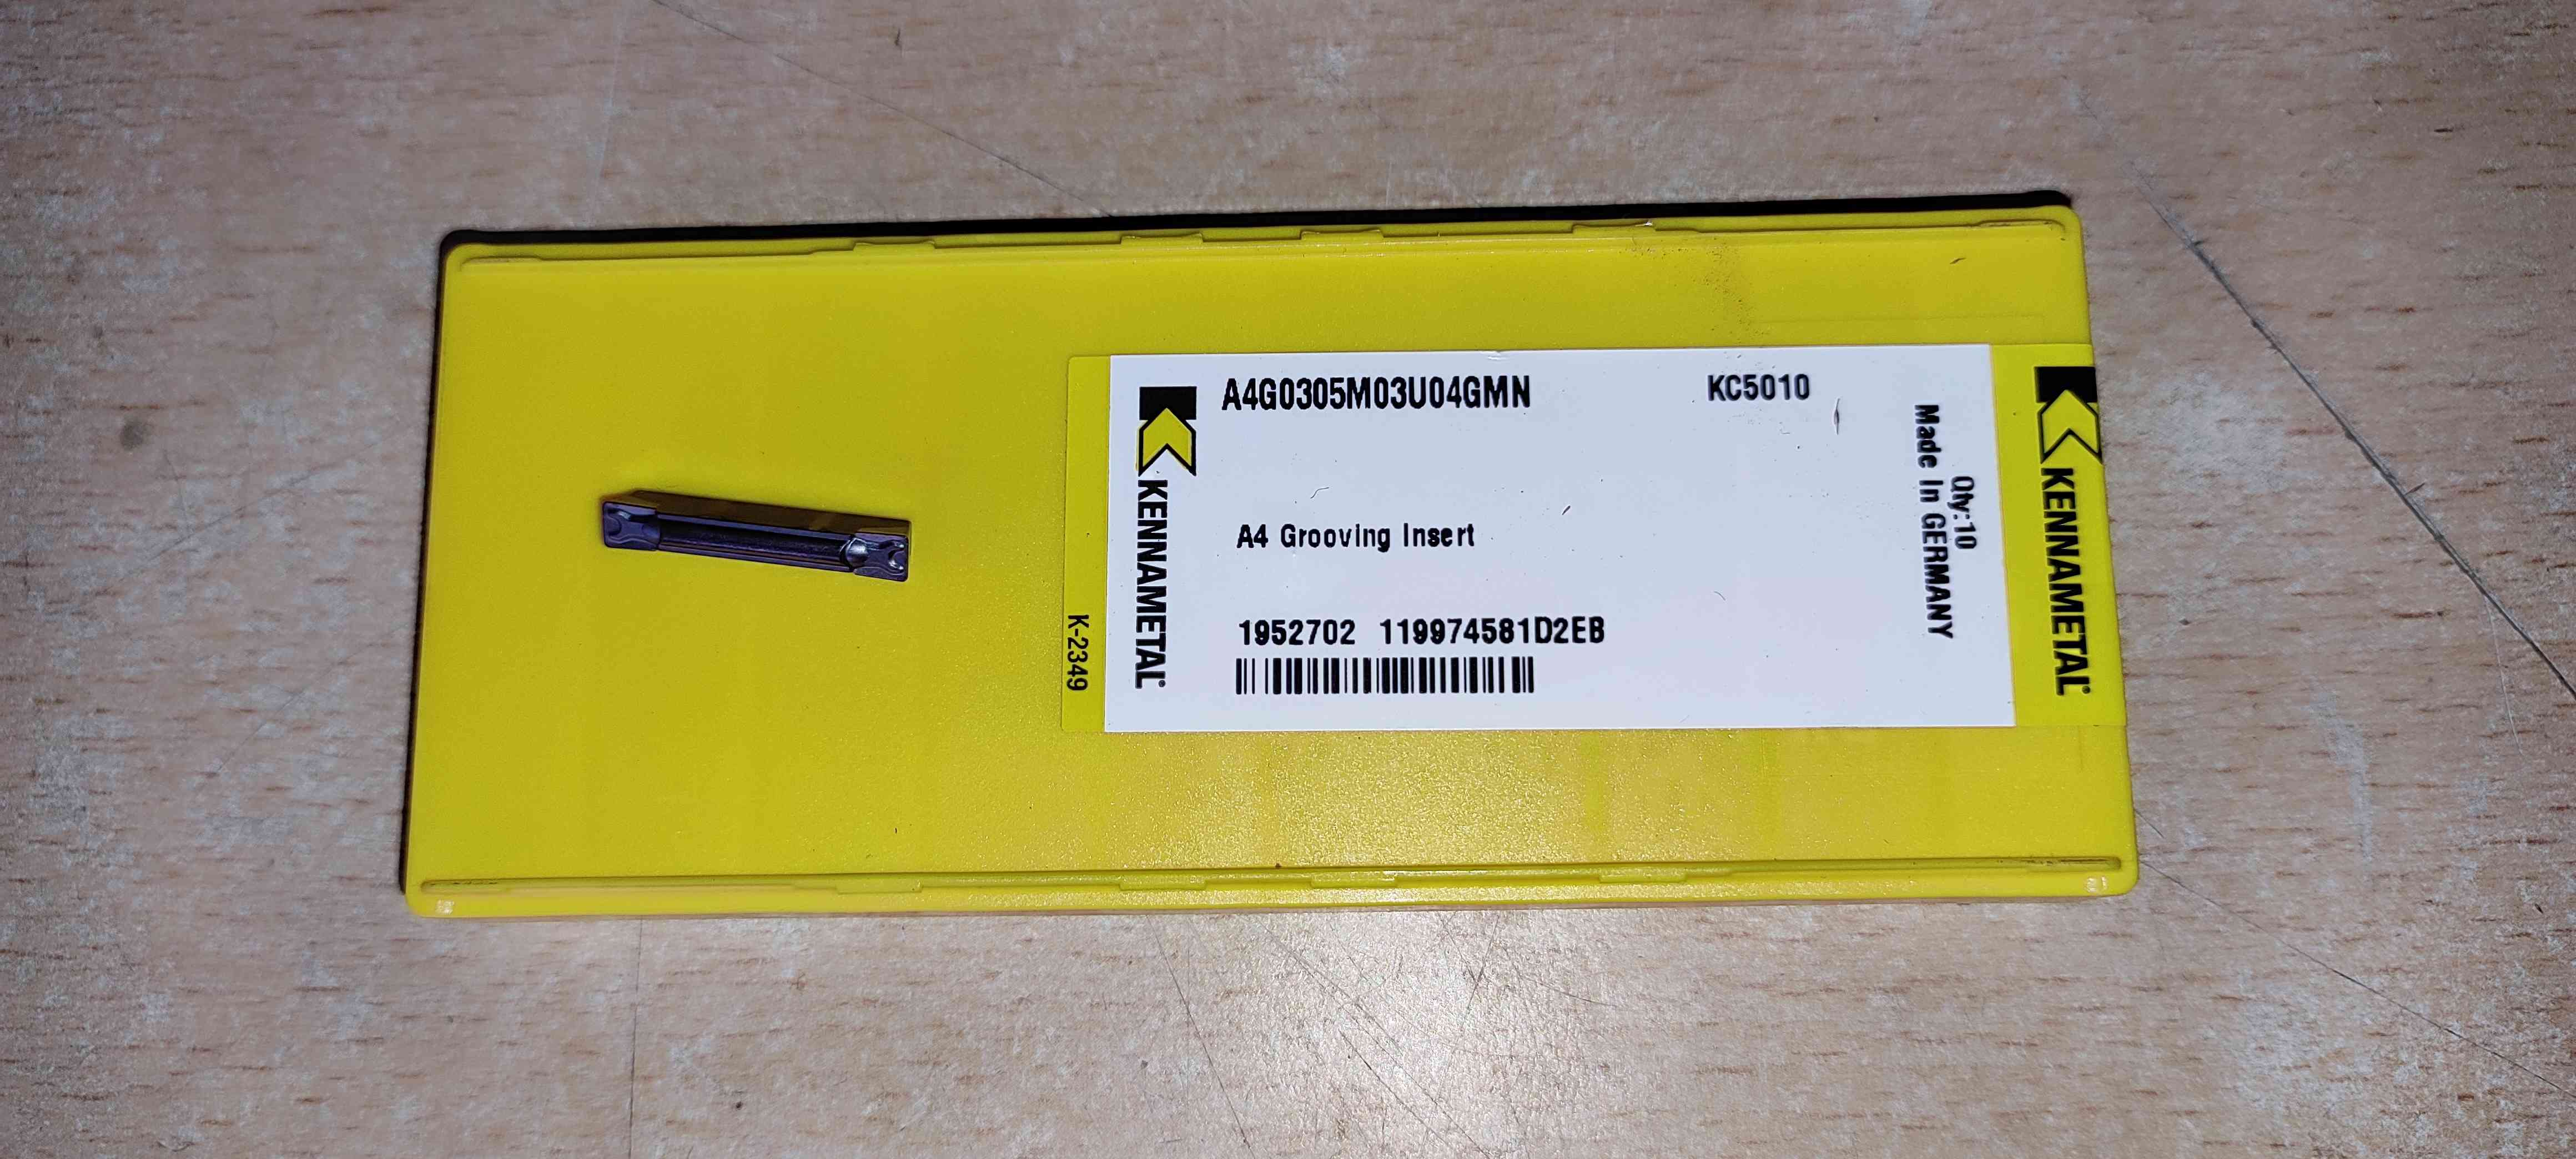 A4G0305M03U04GMN KC5010
A4 Grooving Insert
1952702 119974581D2EB
KENNAMETAL®
K-2349
Qty:10
Made In GERMANY
KENNAMETAL®